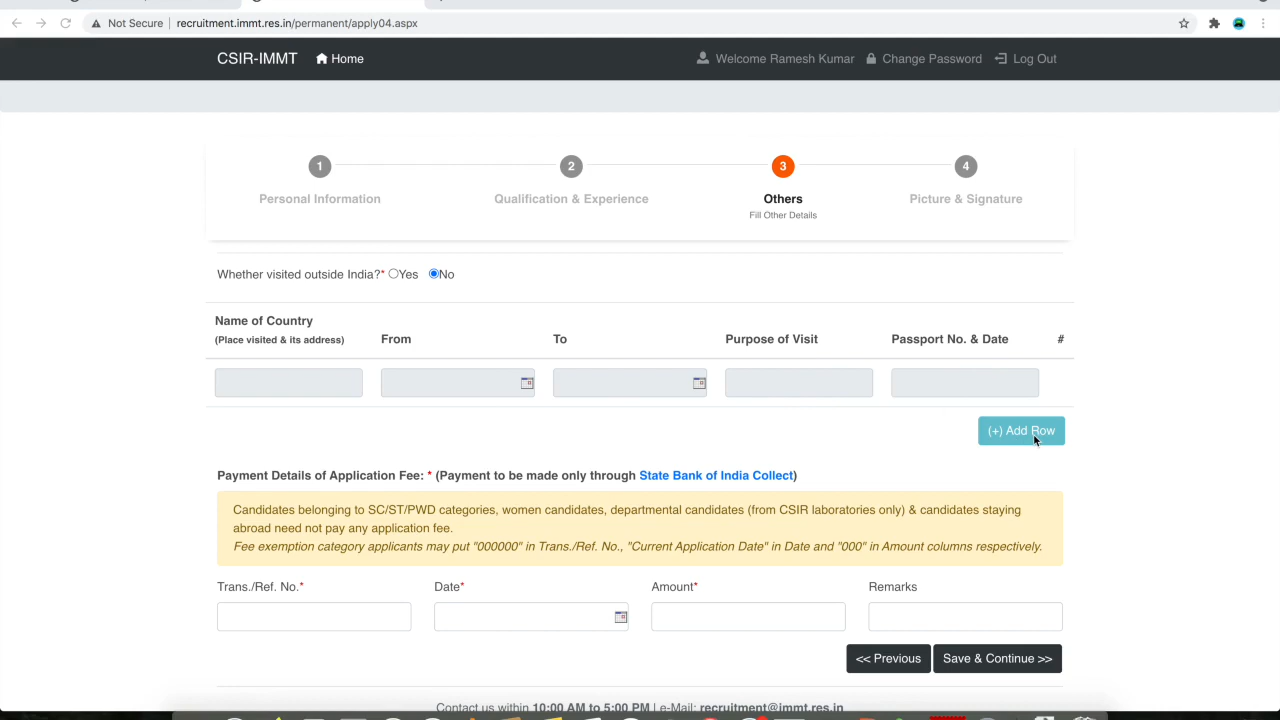 Not Secure
recruitment.immt.res.in/permanent/apply04.aspx
CSIR-IMMT Home Welcome Ramesh Kumar Change Password Log Out
1 2 3 4
Personal Information Qualification & Experience Others Picture & Signature
Fill Other Details
Whether visited outside India?* Yes No
Name of Country
(Place visited & its address) From To Purpose of Visit Passport No. & Date #
(+) Add Row
Payment Details of Application Fee: * (Payment to be made only through State Bank of India Collect)
Candidates belonging to SC/ST/PWD categories, women candidates, departmental candidates (from CSIR laboratories only) & candidates staying
abroad need not pay any application fee.
Fee exemption category applicants may put "000000" in Trans./Ref. No., "Current Application Date" in Date and "000" in Amount columns respectively.
Trans./Ref. No.* Date* Amount* Remarks
<< Previous Save & Continue >>
Contact us within 10:00 AM to 5:00 PM | e-Mail: recruitment@immt.res.in